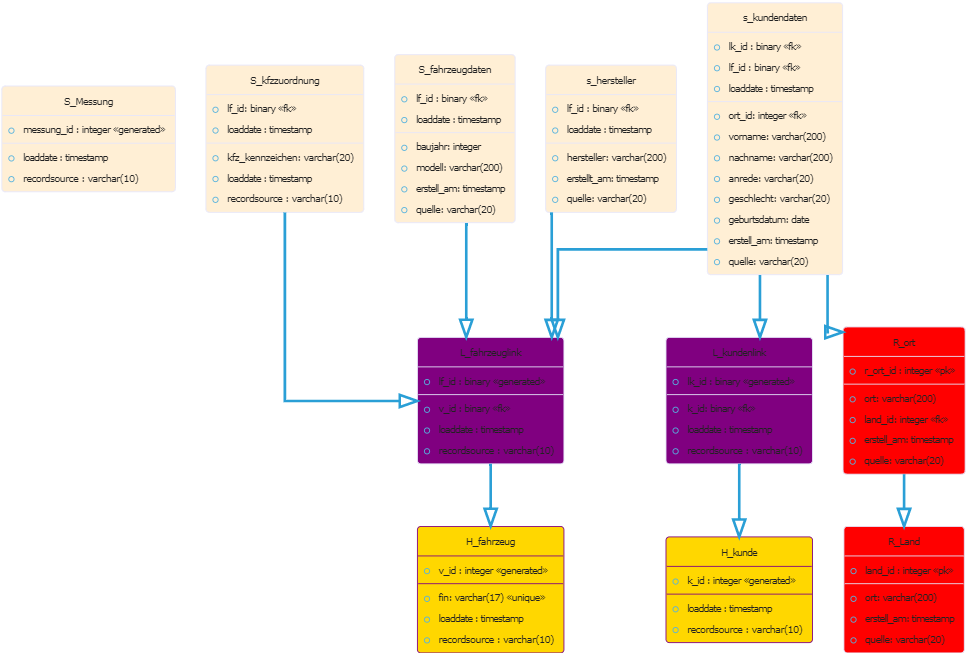 S_Messung
messung_id : integer «generated»
loaddate : timestamp
recordsource : varchar(10)
S_kfzzuordnung
lf_id: binary «fk»
loaddate : timestamp
kfz_kennzeichen: varchar(20)
loaddate : timestamp
recordsource : varchar(10)
S_fahrzeugdaten
lf_id : binary «fk»
loaddate : timestamp
baujahr: integer
modell: varchar(200)
erstell_am: timestamp
quelle: varchar(20)
s_hersteller
lf_id : binary «fk»
loaddate : timestamp
hersteller: varchar(200)
erstellt_am: timestamp
quelle: varchar(20)
s_kundendaten
lk_id : binary «fk»
lf_id : binary «fk»
loaddate : timestamp
ort_id: integer «fk»
vorname: varchar(200)
nachname: varchar(200)
anrede: varchar(20)
geschlecht: varchar(20)
geburtsdatum: date
erstell_am: timestamp
quelle: varchar(20)
L_fahrzeuglink
lf_id : binary «generated»
v_id : binary «fk»
loaddate : timestamp
recordsource : varchar(10)
L_kundenlink
lk_id : binary «generated»
k_id: binary «fk»
loaddate : timestamp
recordsource : varchar(10)
R_ort
r_ort_id : integer «pk»
ort: varchar(200)
land_id: integer «fk»
erstell_am: timestamp
quelle: varchar(20)
H_fahrzeug
v_id : integer «generated»
fin: varchar(17) «unique»
loaddate : timestamp
recordsource : varchar(10)
H_kunde
k_id : integer «generated»
loaddate : timestamp
recordsource : varchar(10)
R_Land
land_id : integer «pk»
ort: varchar(200)
erstell_am: timestamp
quelle: varchar(20)